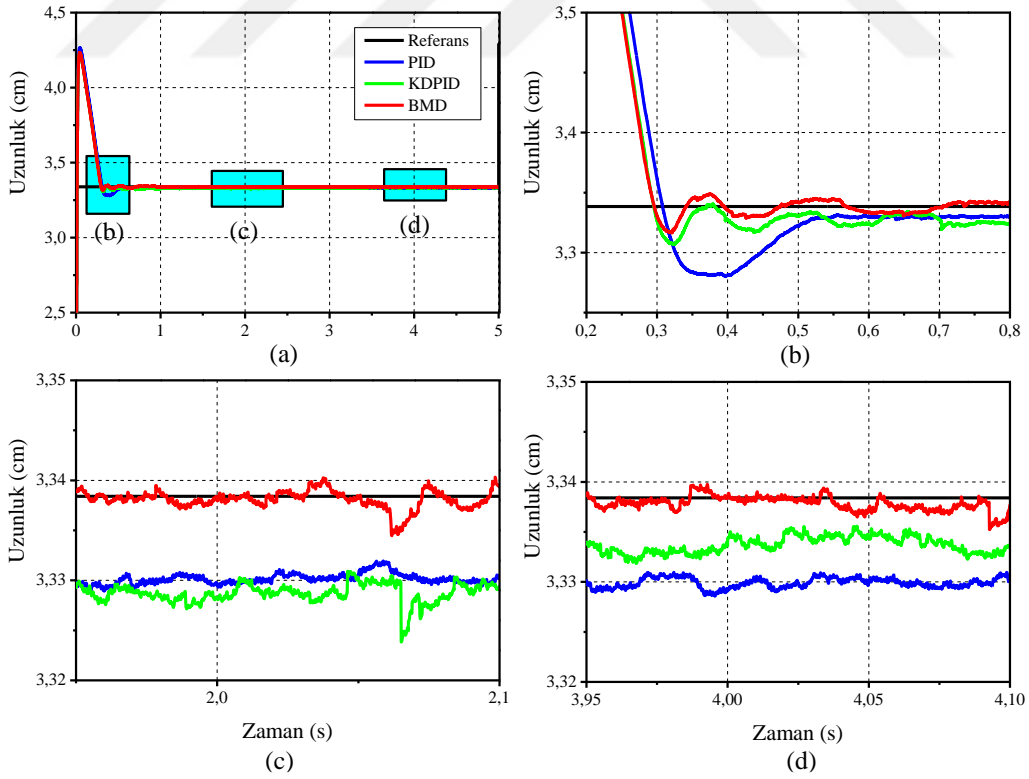 4,5
4,0
3,5
3,0
2,5
Uzunluk (cm)
Referans
PID
KDPID
BMD
(b)
(c)
(d)
0
1
2
3
4
5
(a)
3,5
3,4
3,3
Uzunluk (cm)
0,2
0,3
0,4
0,5
0,6
0,7
0,8
(b)
3,35
3,34
3,33
3,32
Uzunluk (cm)
2,0
2,1
Zaman (s)
(c)
3,35
3,34
3,33
3,32
Uzunluk (cm)
3,95
4,00
4,05
4,10
Zaman (s)
(d)